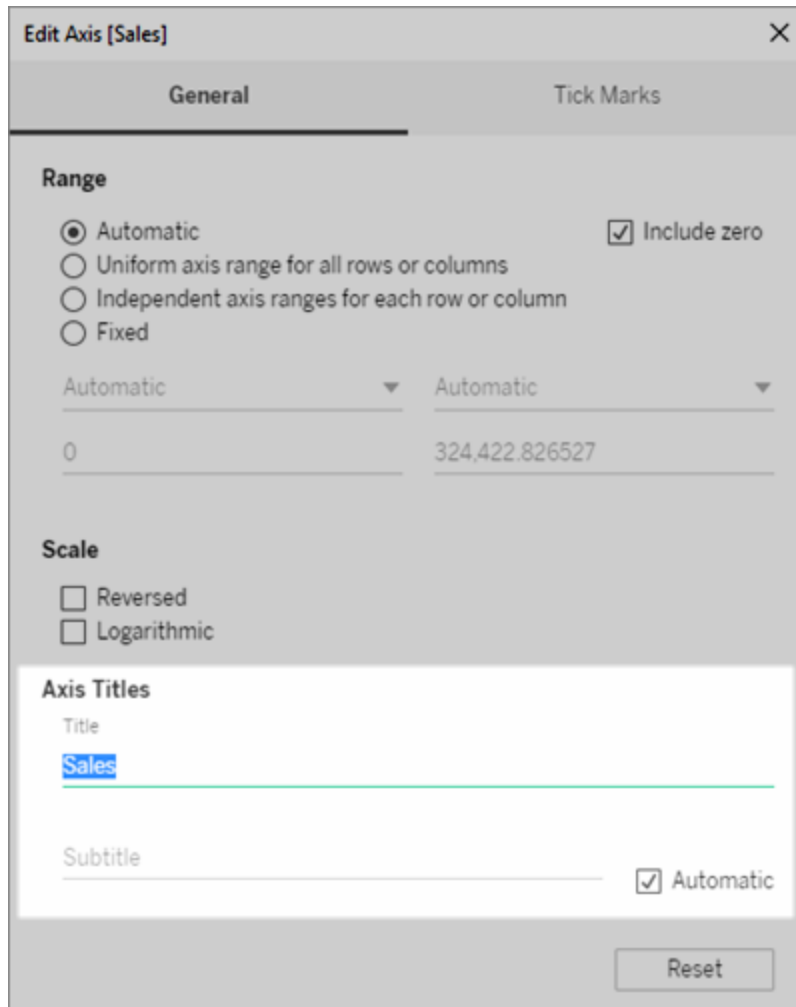 Edit Axis [Sales]
General Tick Marks
Range
Automatic Include zero
Uniform axis range for all rows or columns
Independent axis ranges for each row or column
Fixed
Automatic Automatic
0 324,422.826527
Scale
Reversed
Logarithmic
Axis Titles
Title
Sales
Subtitle Automatic
Reset